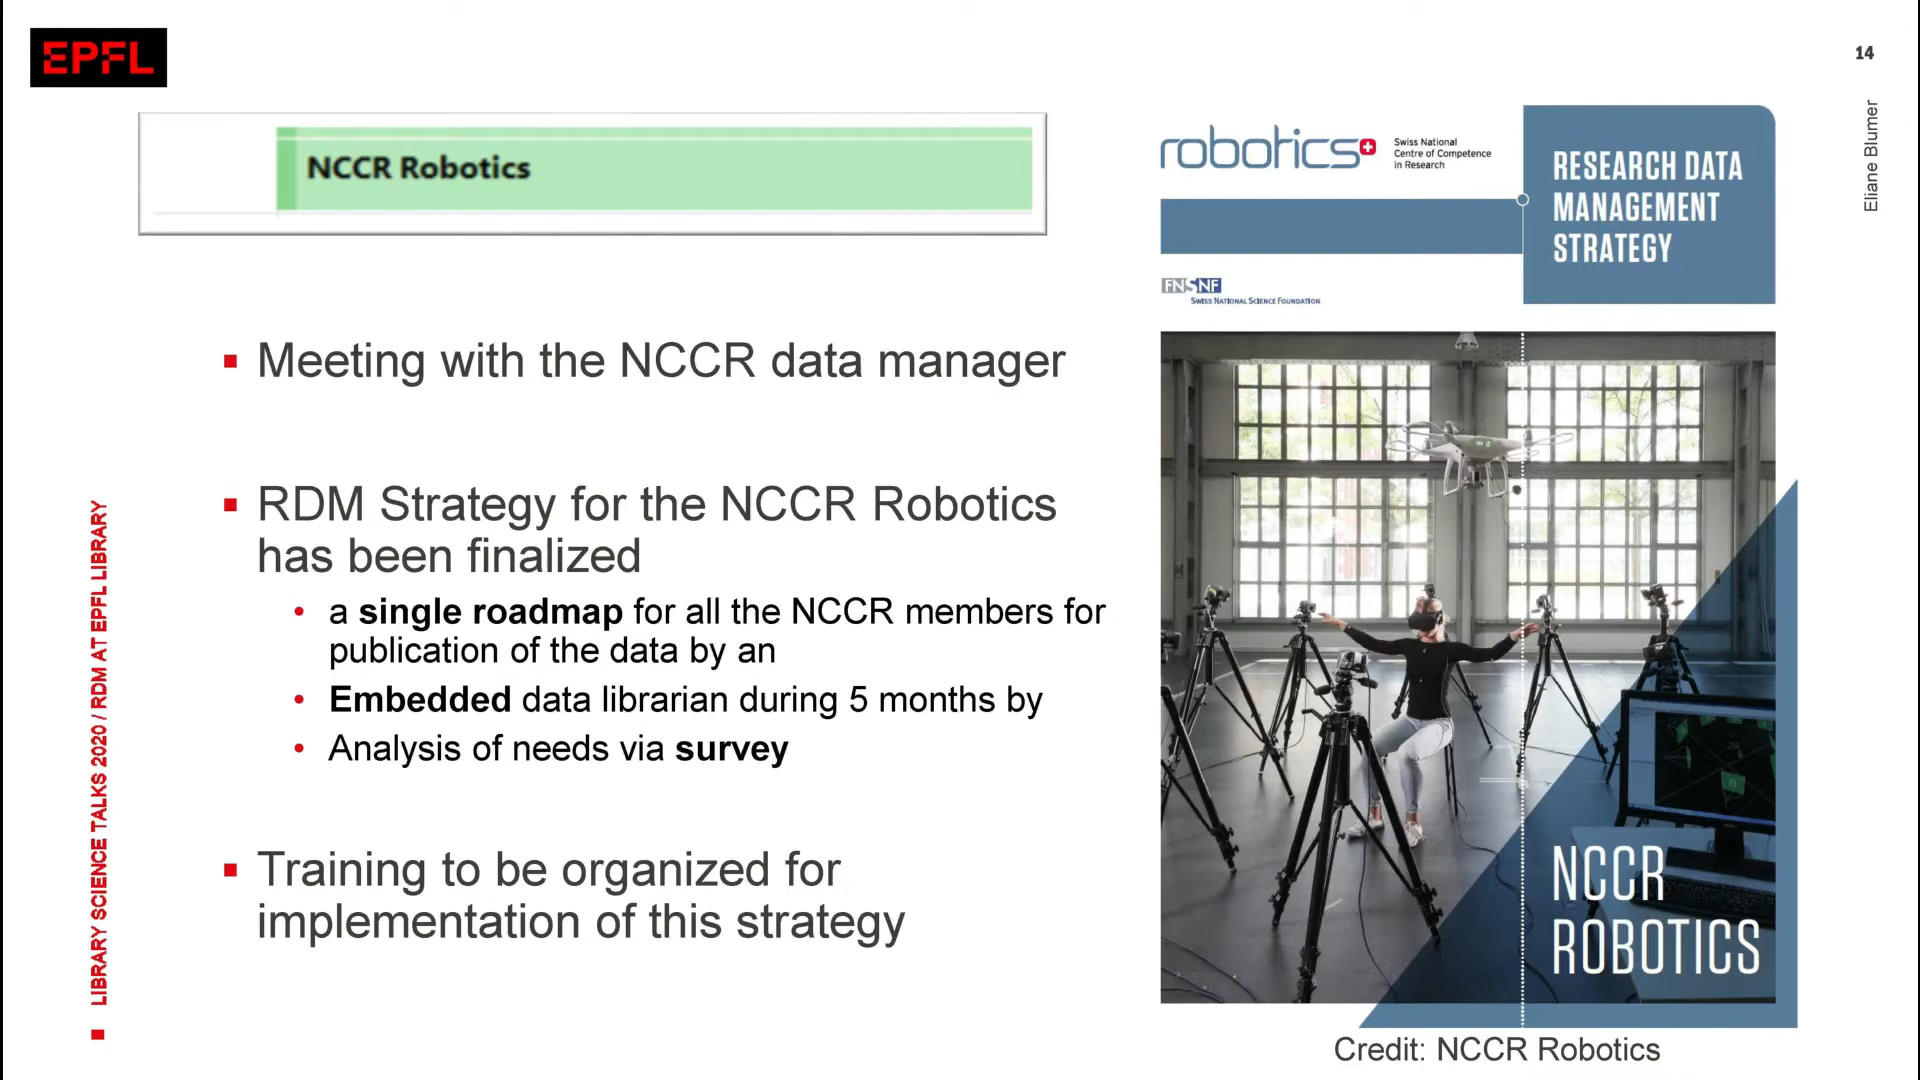 EPFL
14
Eliane Blumer
NCCR Robotics
robotics
Swiss National
Centre of Competence
in Research
RESEARCH DATA
MANAGEMENT
STRATEGY
FNSNF
SWISS NATIONAL SCIENCE FOUNDATION
Meeting with the NCCR data manager
RDM Strategy for the NCCR Robotics
has been finalized
a single roadmap for all the NCCR members for
publication of the data by an
Embedded data librarian during 5 months by
Analysis of needs via survey
Training to be organized for
implementation of this strategy
NCCR
ROBOTICS
Credit: NCCR Robotics
LIBRARY SCIENCE TALKS 2020 / RDM AT EPFL LIBRARY